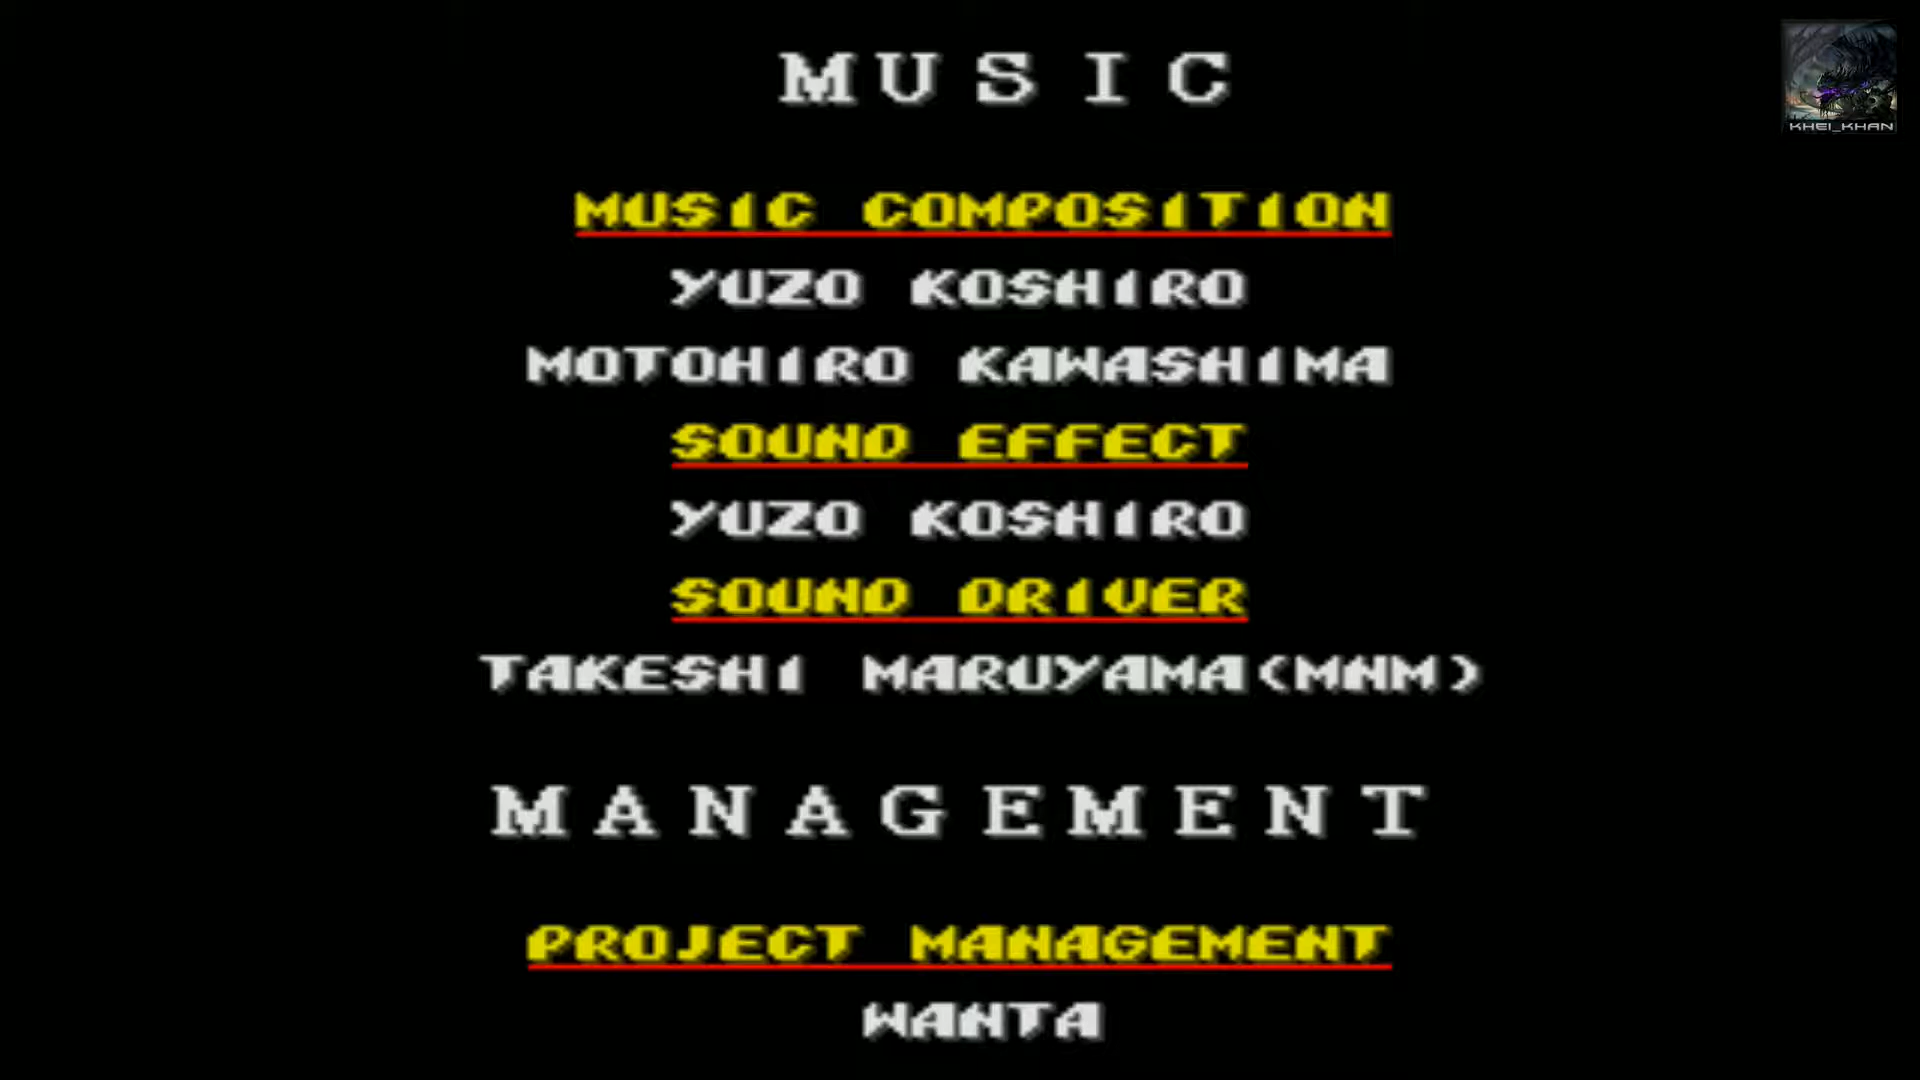 MUSIC
KHEI_KHAN
MUSIC COMPOSITION
YUZO KOSHIRO
MOTOHIRO KAWASHIMA
SOUND EFFECT
YUZO KOSHIRO
SOUND DRIVER
TAKESHI MARUYAMA(MNM)
MANAGEMENT
PROJECT MANAGEMENT
WANTA